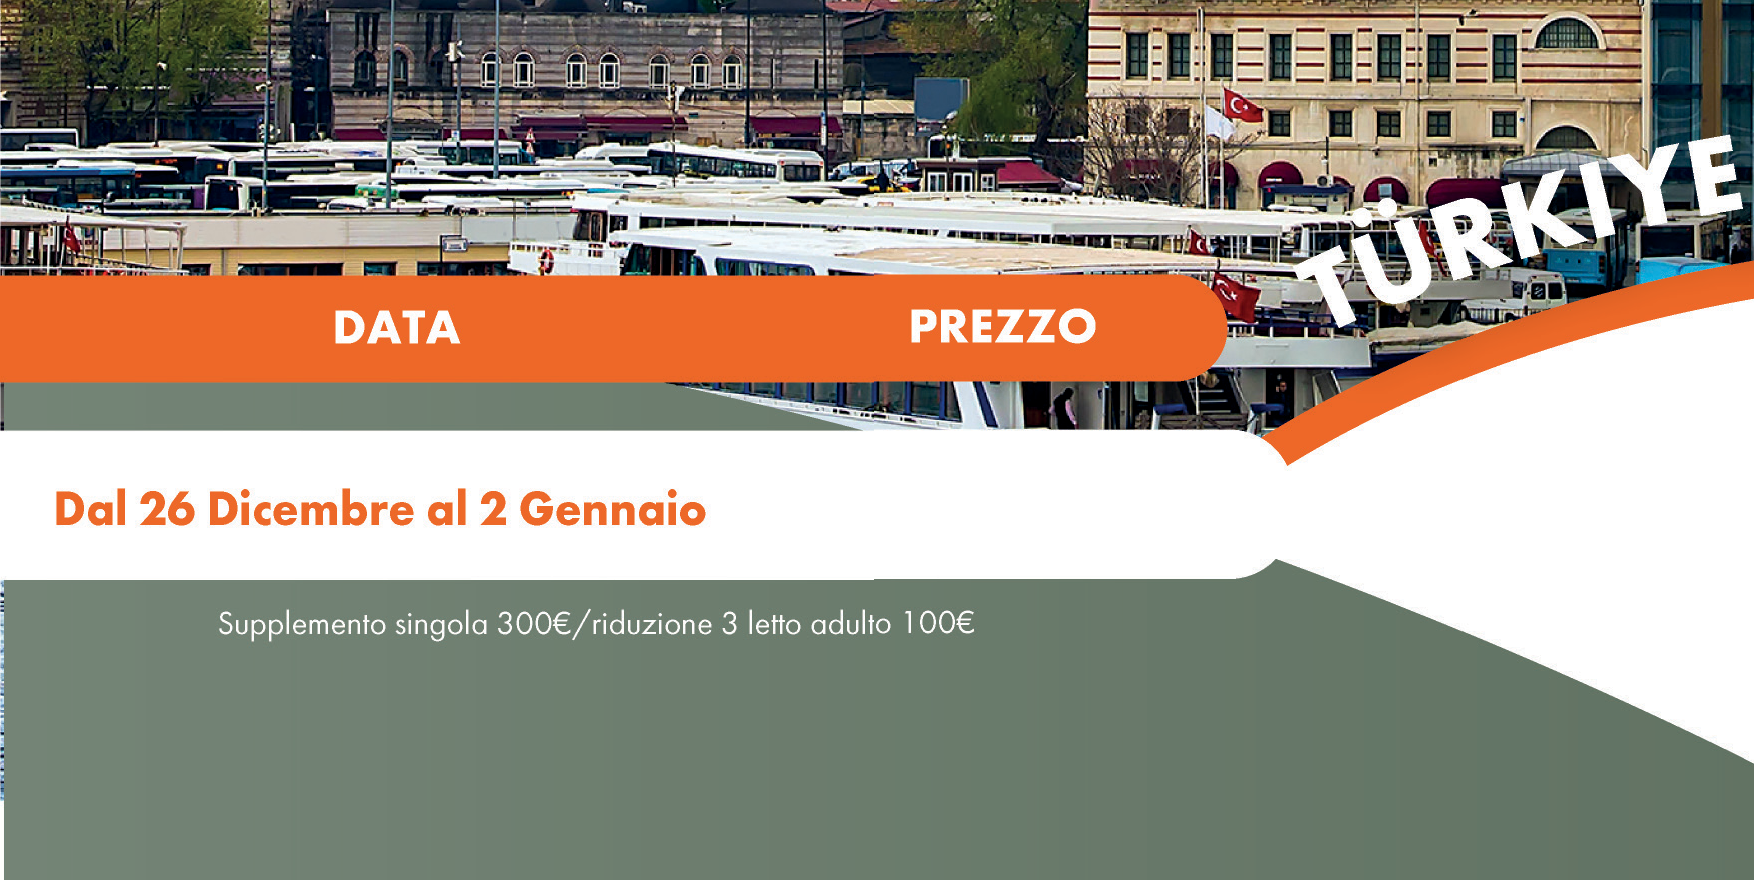 TÜRKIYE
DATA PREZZO
Dal 26 Dicembre al 2 Gennaio
Supplemento singola 300€/riduzione 3 letto adulto 100€